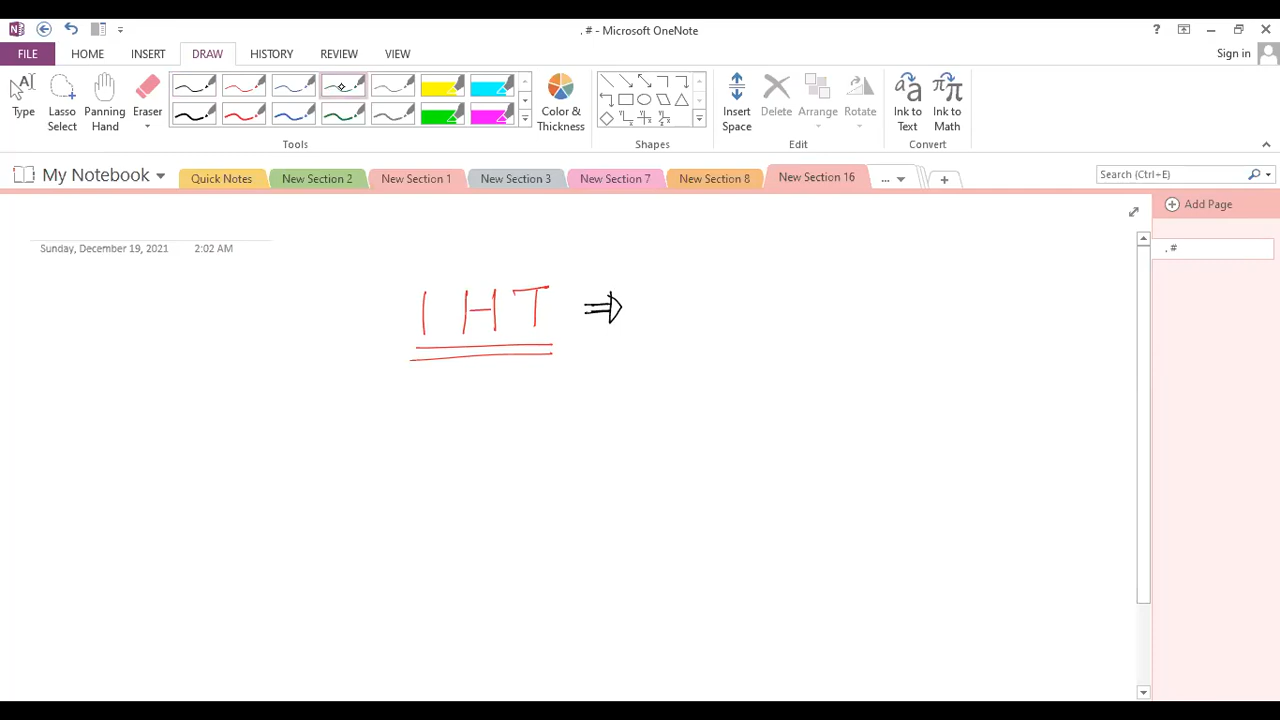 . # - Microsoft OneNote
? Sign in
FILE HOME INSERT DRAW HISTORY REVIEW VIEW
Type Lasso Select Panning Hand Eraser Color & Thickness Insert Space Delete Arrange Rotate Ink to Text Ink to Math
Tools Shapes Edit Convert
My Notebook Quick Notes New Section 2 New Section 1 New Section 3 New Section 7 New Section 8 New Section 16 ... + Search (Ctrl+E)
Add Page
. #
Sunday, December 19, 2021 2:02 AM
I H T ⇒